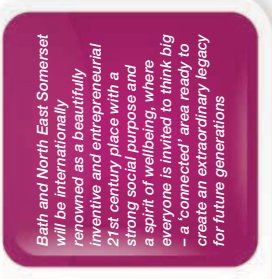 Bath and North East Somerset
will be internationally
renowned as a beautifully
inventive and entrepreneurial
21st century place with a
strong social purpose and
a spirit of wellbeing, where
everyone is invited to think big
– a 'connected' area ready to
create an extraordinary legacy
for future generations